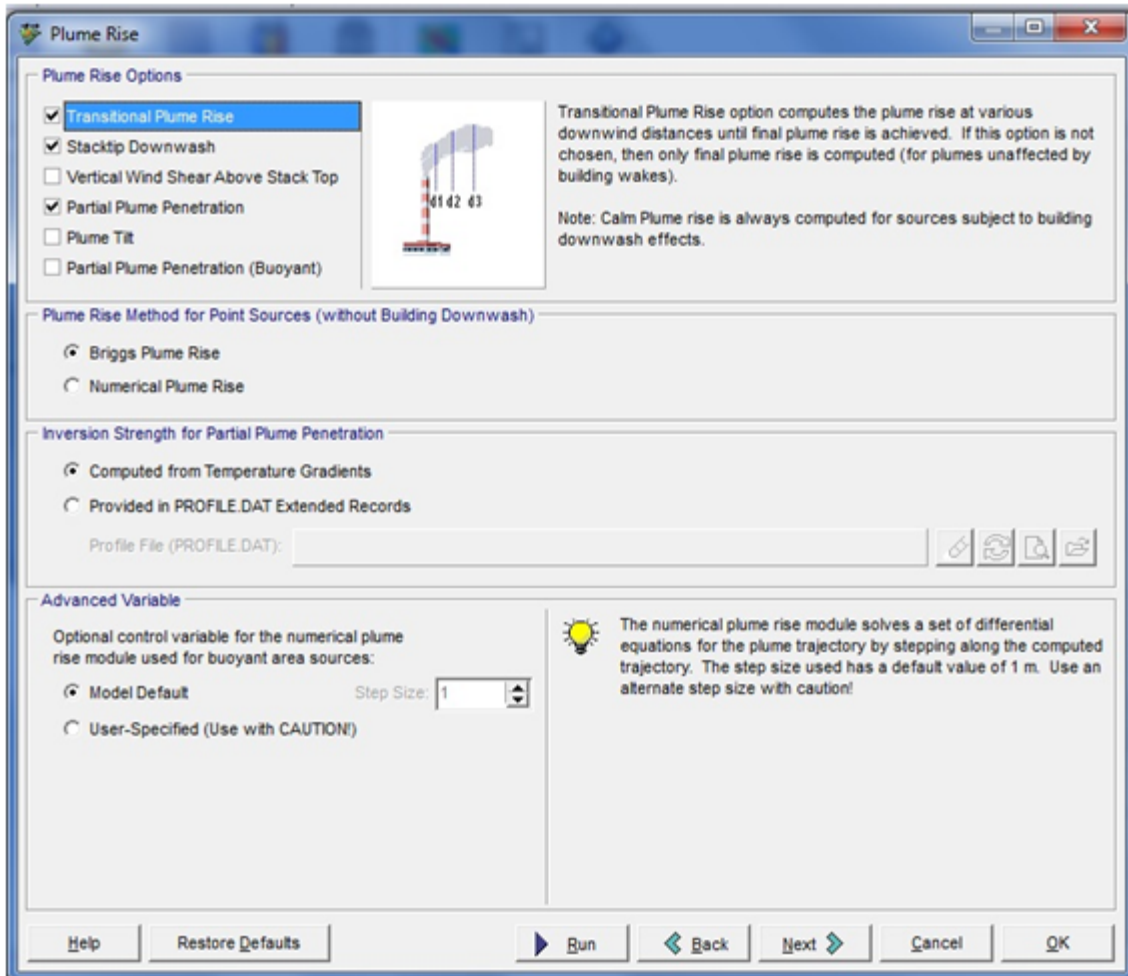 Plume Rise
Plume Rise Options
Transitional Plume Rise
Stacktip Downwash
Vertical Wind Shear Above Stack Top
Partial Plume Penetration
Plume Tilt
Partial Plume Penetration (Buoyant)
d1 d2 d3
Transitional Plume Rise option computes the plume rise at various
downwind distances until final plume rise is achieved. If this option is not
chosen, then only final plume rise is computed (for plumes unaffected by
building wakes).
Note: Calm Plume rise is always computed for sources subject to building
downwash effects.
Plume Rise Method for Point Sources (without Building Downwash)
Briggs Plume Rise
Numerical Plume Rise
Inversion Strength for Partial Plume Penetration
Computed from Temperature Gradients
Provided in PROFILE.DAT Extended Records
Profile File (PROFILE.DAT):
Advanced Variable
Optional control variable for the numerical plume
rise module used for buoyant area sources:
Model Default
Step Size: 1
User-Specified (Use with CAUTION!)
The numerical plume rise module solves a set of differential
equations for the plume trajectory by stepping along the computed
trajectory. The step size used has a default value of 1 m. Use an
alternate step size with caution!
Help
Restore Defaults
Run
Back
Next
Cancel
OK